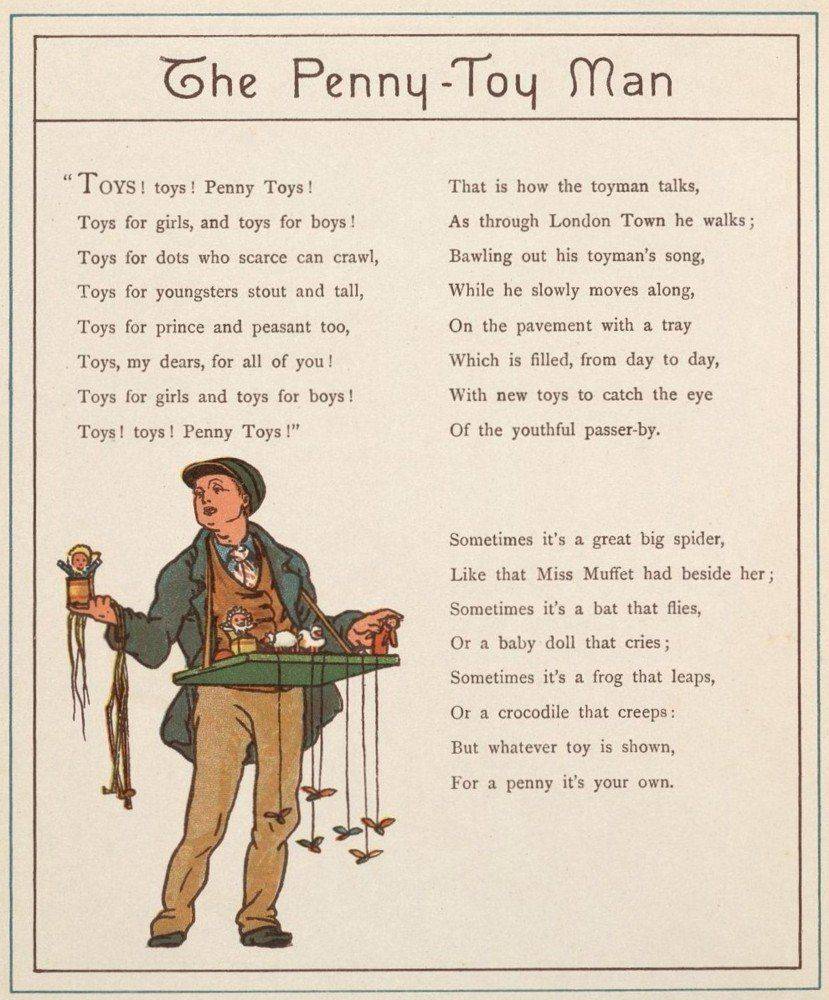 The Penny-Toy Man
“TOYS! toys! Penny Toys!
Toys for girls, and toys for boys!
Toys for dots who scarce can crawl,
Toys for youngsters stout and tall,
Toys for prince and peasant too,
Toys, my dears, for all of you!
Toys for girls and toys for boys!
Toys! toys! Penny Toys!”
That is how the toyman talks,
As through London Town he walks;
Bawling out his toyman's song,
While he slowly moves along,
On the pavement with a tray
Which is filled, from day to day,
With new toys to catch the eye
Of the youthful passer-by.
Sometimes it's a great big spider,
Like that Miss Muffet had beside her;
Sometimes it's a bat that flies,
Or a baby doll that cries;
Sometimes it's a frog that leaps,
Or a crocodile that creeps:
But whatever toy is shown,
For a penny it's your own.